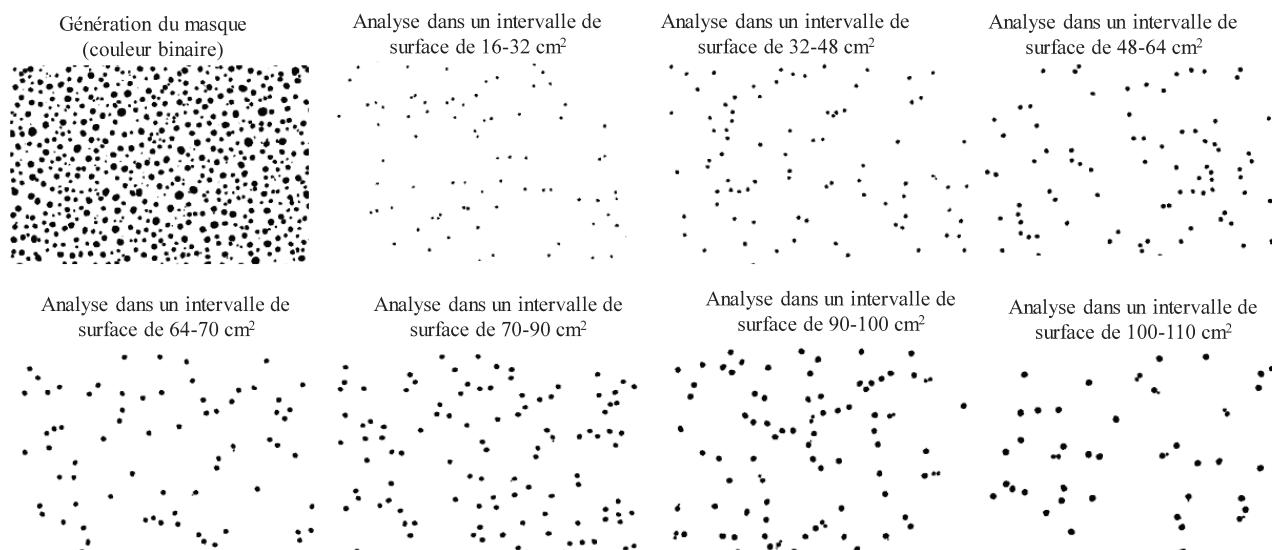 Génération du masque
(couleur binaire)
Analyse dans un intervalle de
surface de 16-32 cm²
Analyse dans un intervalle de
surface de 32-48 cm²
Analyse dans un intervalle de
surface de 48-64 cm²
Analyse dans un intervalle de
surface de 64-70 cm²
Analyse dans un intervalle de
surface de 70-90 cm²
Analyse dans un intervalle de
surface de 90-100 cm²
Analyse dans un intervalle de
surface de 100-110 cm²